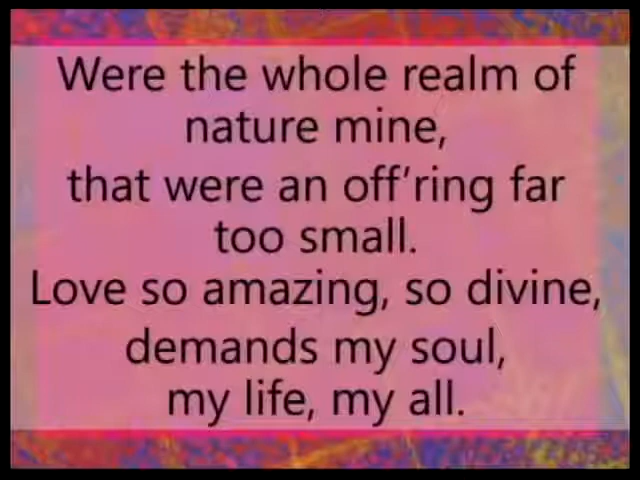 Were the whole realm of
nature mine,
that were an off'ring far
too small.
Love so amazing, so divine,
demands my soul,
my life, my all.